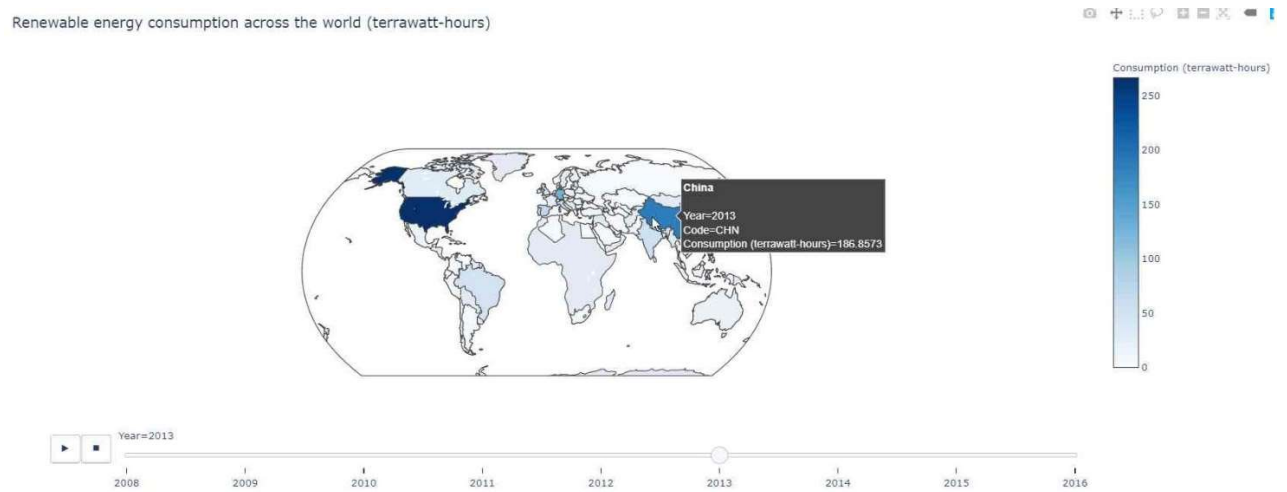 Renewable energy consumption across the world (terrawatt-hours)
Consumption (terrawatt-hours)
250
200
150
100
50
0
China
Year=2013
Code=CHN
Consumption (terrawatt-hours)=186.8573
Year=2013
2008 2009 2010 2011 2012 2013 2014 2015 2016